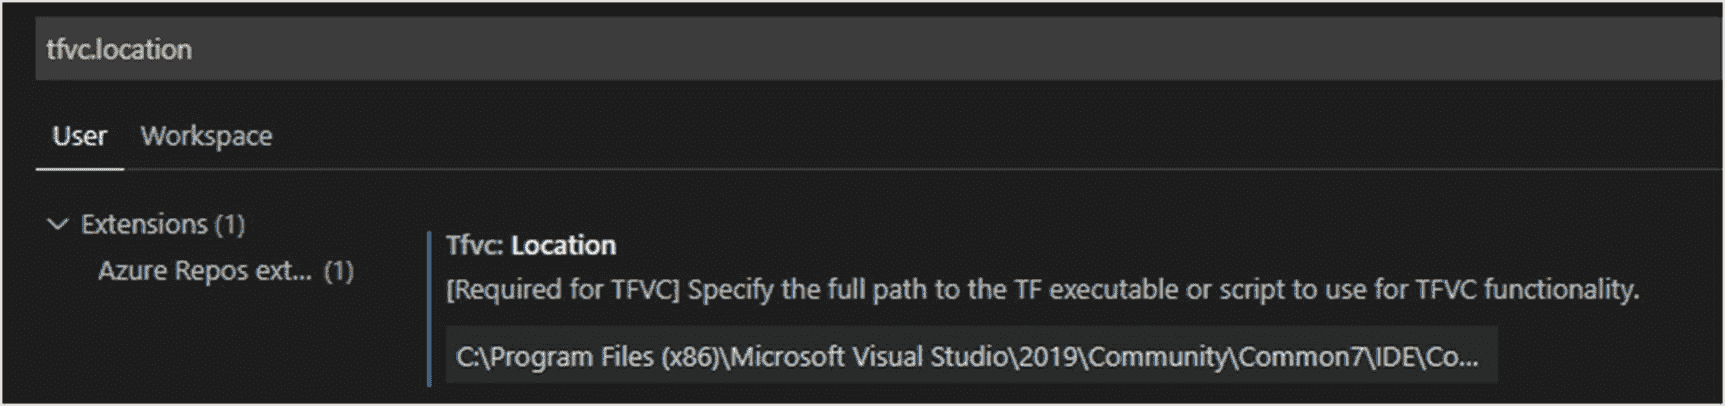 tfvc.location
User Workspace
Extensions (1)
Azure Repos ext... (1)
Tfvc: Location
[Required for TFVC] Specify the full path to the TF executable or script to use for TFVC functionality.
C:\Program Files (x86)\Microsoft Visual Studio\2019\Community\Common7\IDE\Co...